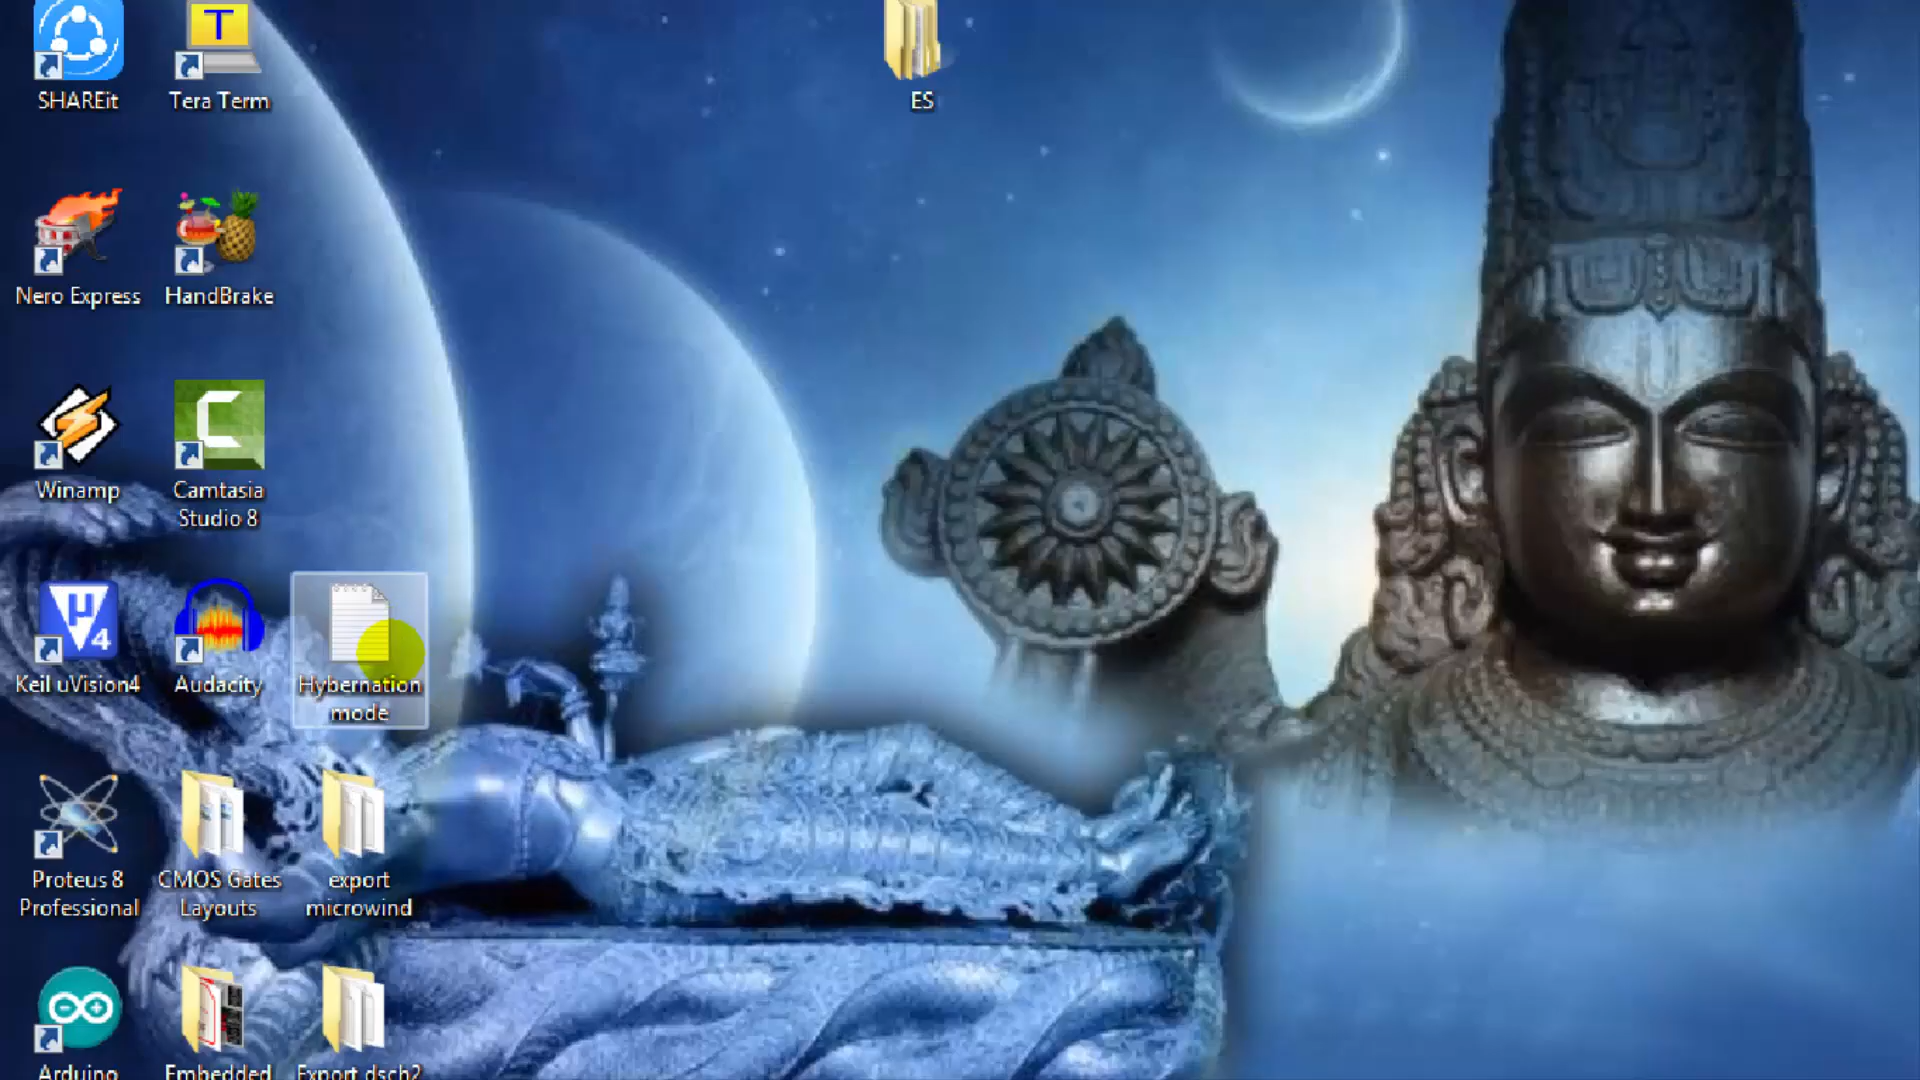 SHAREit
T
Tera Term
ES
Nero Express
HandBrake
Winamp
C
Camtasia
Studio 8
µ
4
Keil uVision4
Audacity
Hybernation
mode
Proteus 8
Professional
CMOS Gates
Layouts
export
microwind
Arduino
Embedded
Export dsch2